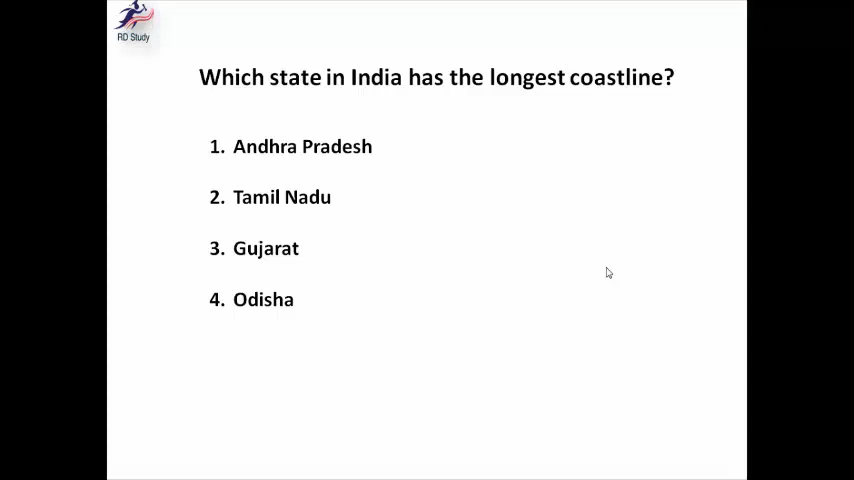 RD Study
Which state in India has the longest coastline?
1. Andhra Pradesh
2. Tamil Nadu
3. Gujarat
4. Odisha